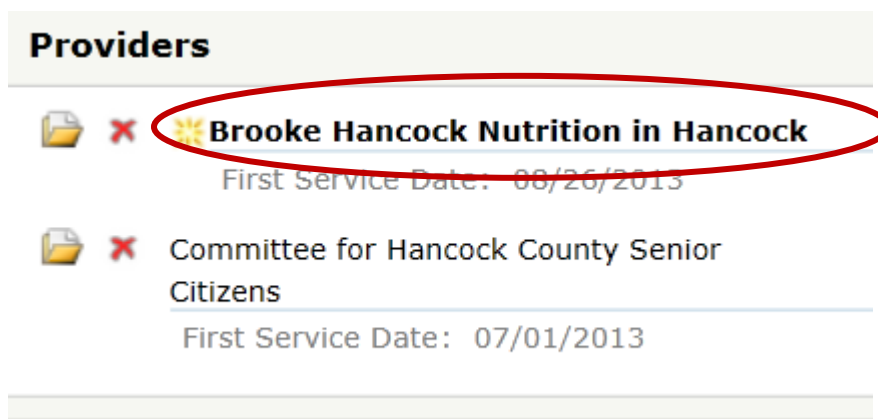 Providers
Brooke Hancock Nutrition in Hancock
First Service Date: 08/26/2013
Committee for Hancock County Senior
Citizens
First Service Date: 07/01/2013